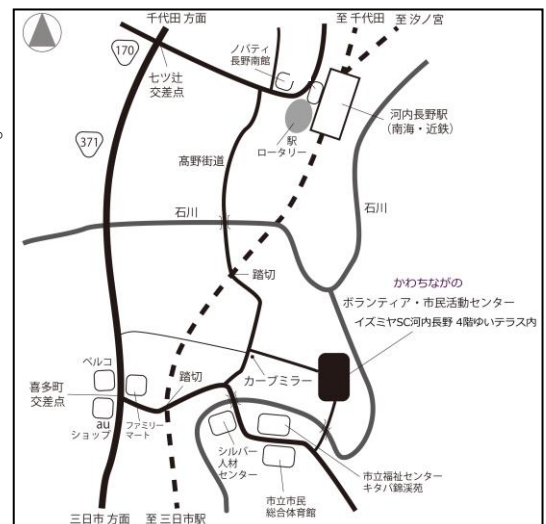 千代田 方面
至 千代田
至 汐ノ宮
170
ノバティ
長野南館
七ツ辻
交差点
河内長野駅
(南海・近鉄)
371
駅
ロータリー
高野街道
石川
石川
踏切
かわちながの
ボランティア・市民活動センター
イズミヤSC河内長野 4階ゆいテラス内
ベルコ
喜多町
交差点
踏切
カーブミラー
au
ショップ
ファミリー
マート
シルバー
人材
センター
市立福祉センター
キタバ錦渓苑
市立市民
総合体育館
三日市 方面
至 三日市駅